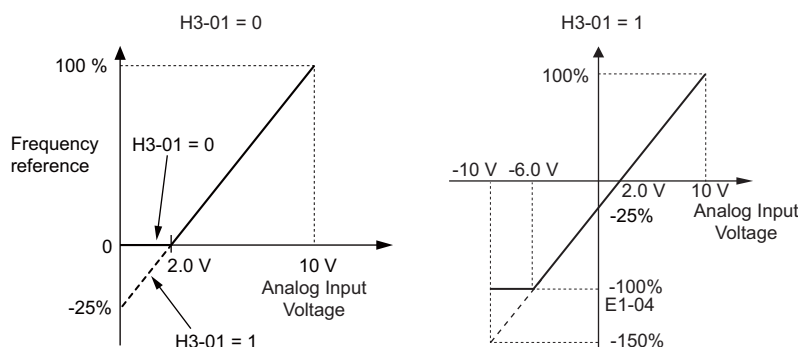 H3-01 = 0
100 %
Frequency
reference
H3-01 = 0
0
2.0 V
10 V
Analog Input
Voltage
-25%
H3-01 = 1
H3-01 = 1
100%
-10 V
-6.0 V
2.0 V
10 V
Analog Input
Voltage
-25%
-100%
E1-04
-150%